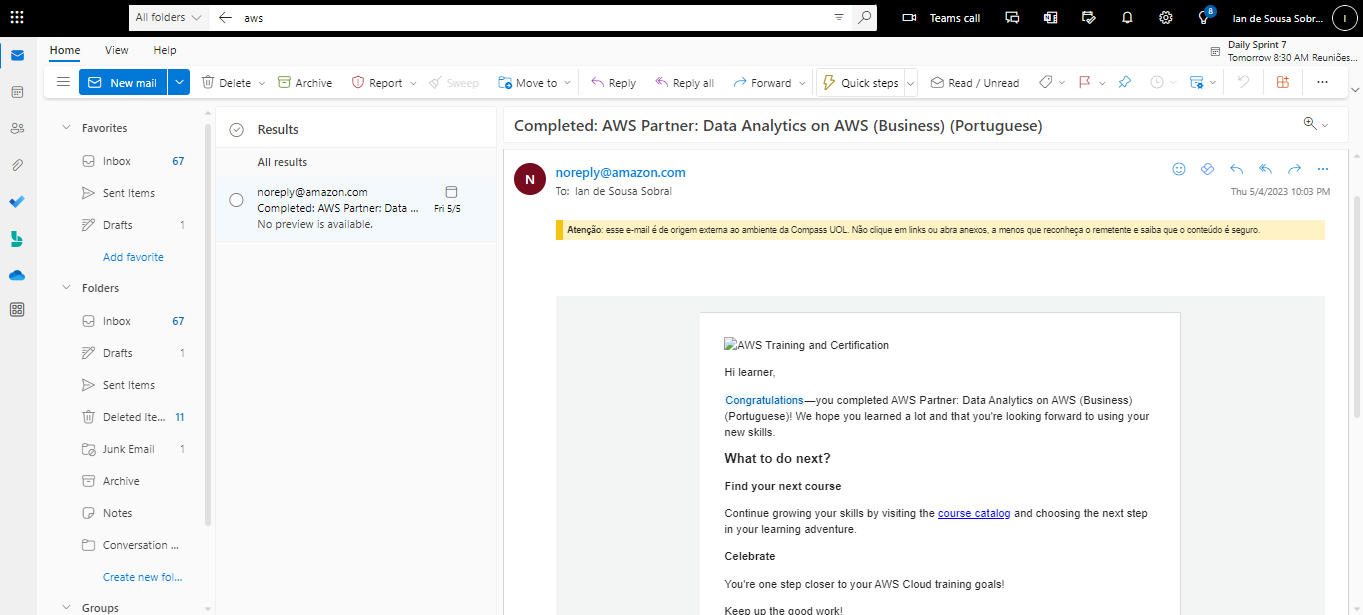 All folders
aws
Teams call
8
Ian de Sousa Sobr...
I
Home
View
Help
Daily Sprint 7
Tomorrow 8:30 AM Reuniões...
New mail
Delete
Archive
Report
Sweep
Move to
Reply
Reply all
Forward
Quick steps
Read / Unread
Favorites
Inbox 67
Sent Items
Drafts 1
Add favorite
Folders
Inbox 67
Drafts 1
Sent Items
Deleted Ite... 11
Junk Email 1
Archive
Notes
Conversation ...
Create new fol...
Groups
Results
All results
noreply@amazon.com
Completed: AWS Partner: Data ... Fri 5/5
No preview is available.
Completed: AWS Partner: Data Analytics on AWS (Business) (Portuguese)
N
noreply@amazon.com
To: Ian de Sousa Sobral
Thu 5/4/2023 10:03 PM
Atenção: esse e-mail é de origem externa ao ambiente da Compass UOL. Não clique em links ou abra anexos, a menos que reconheça o remetente e saiba que o conteúdo é seguro.
AWS Training and Certification
Hi learner,
Congratulations—you completed AWS Partner: Data Analytics on AWS (Business)
(Portuguese)! We hope you learned a lot and that you're looking forward to using your
new skills.
What to do next?
Find your next course
Continue growing your skills by visiting the course catalog and choosing the next step
in your learning adventure.
Celebrate
You're one step closer to your AWS Cloud training goals!
Keep up the good work!